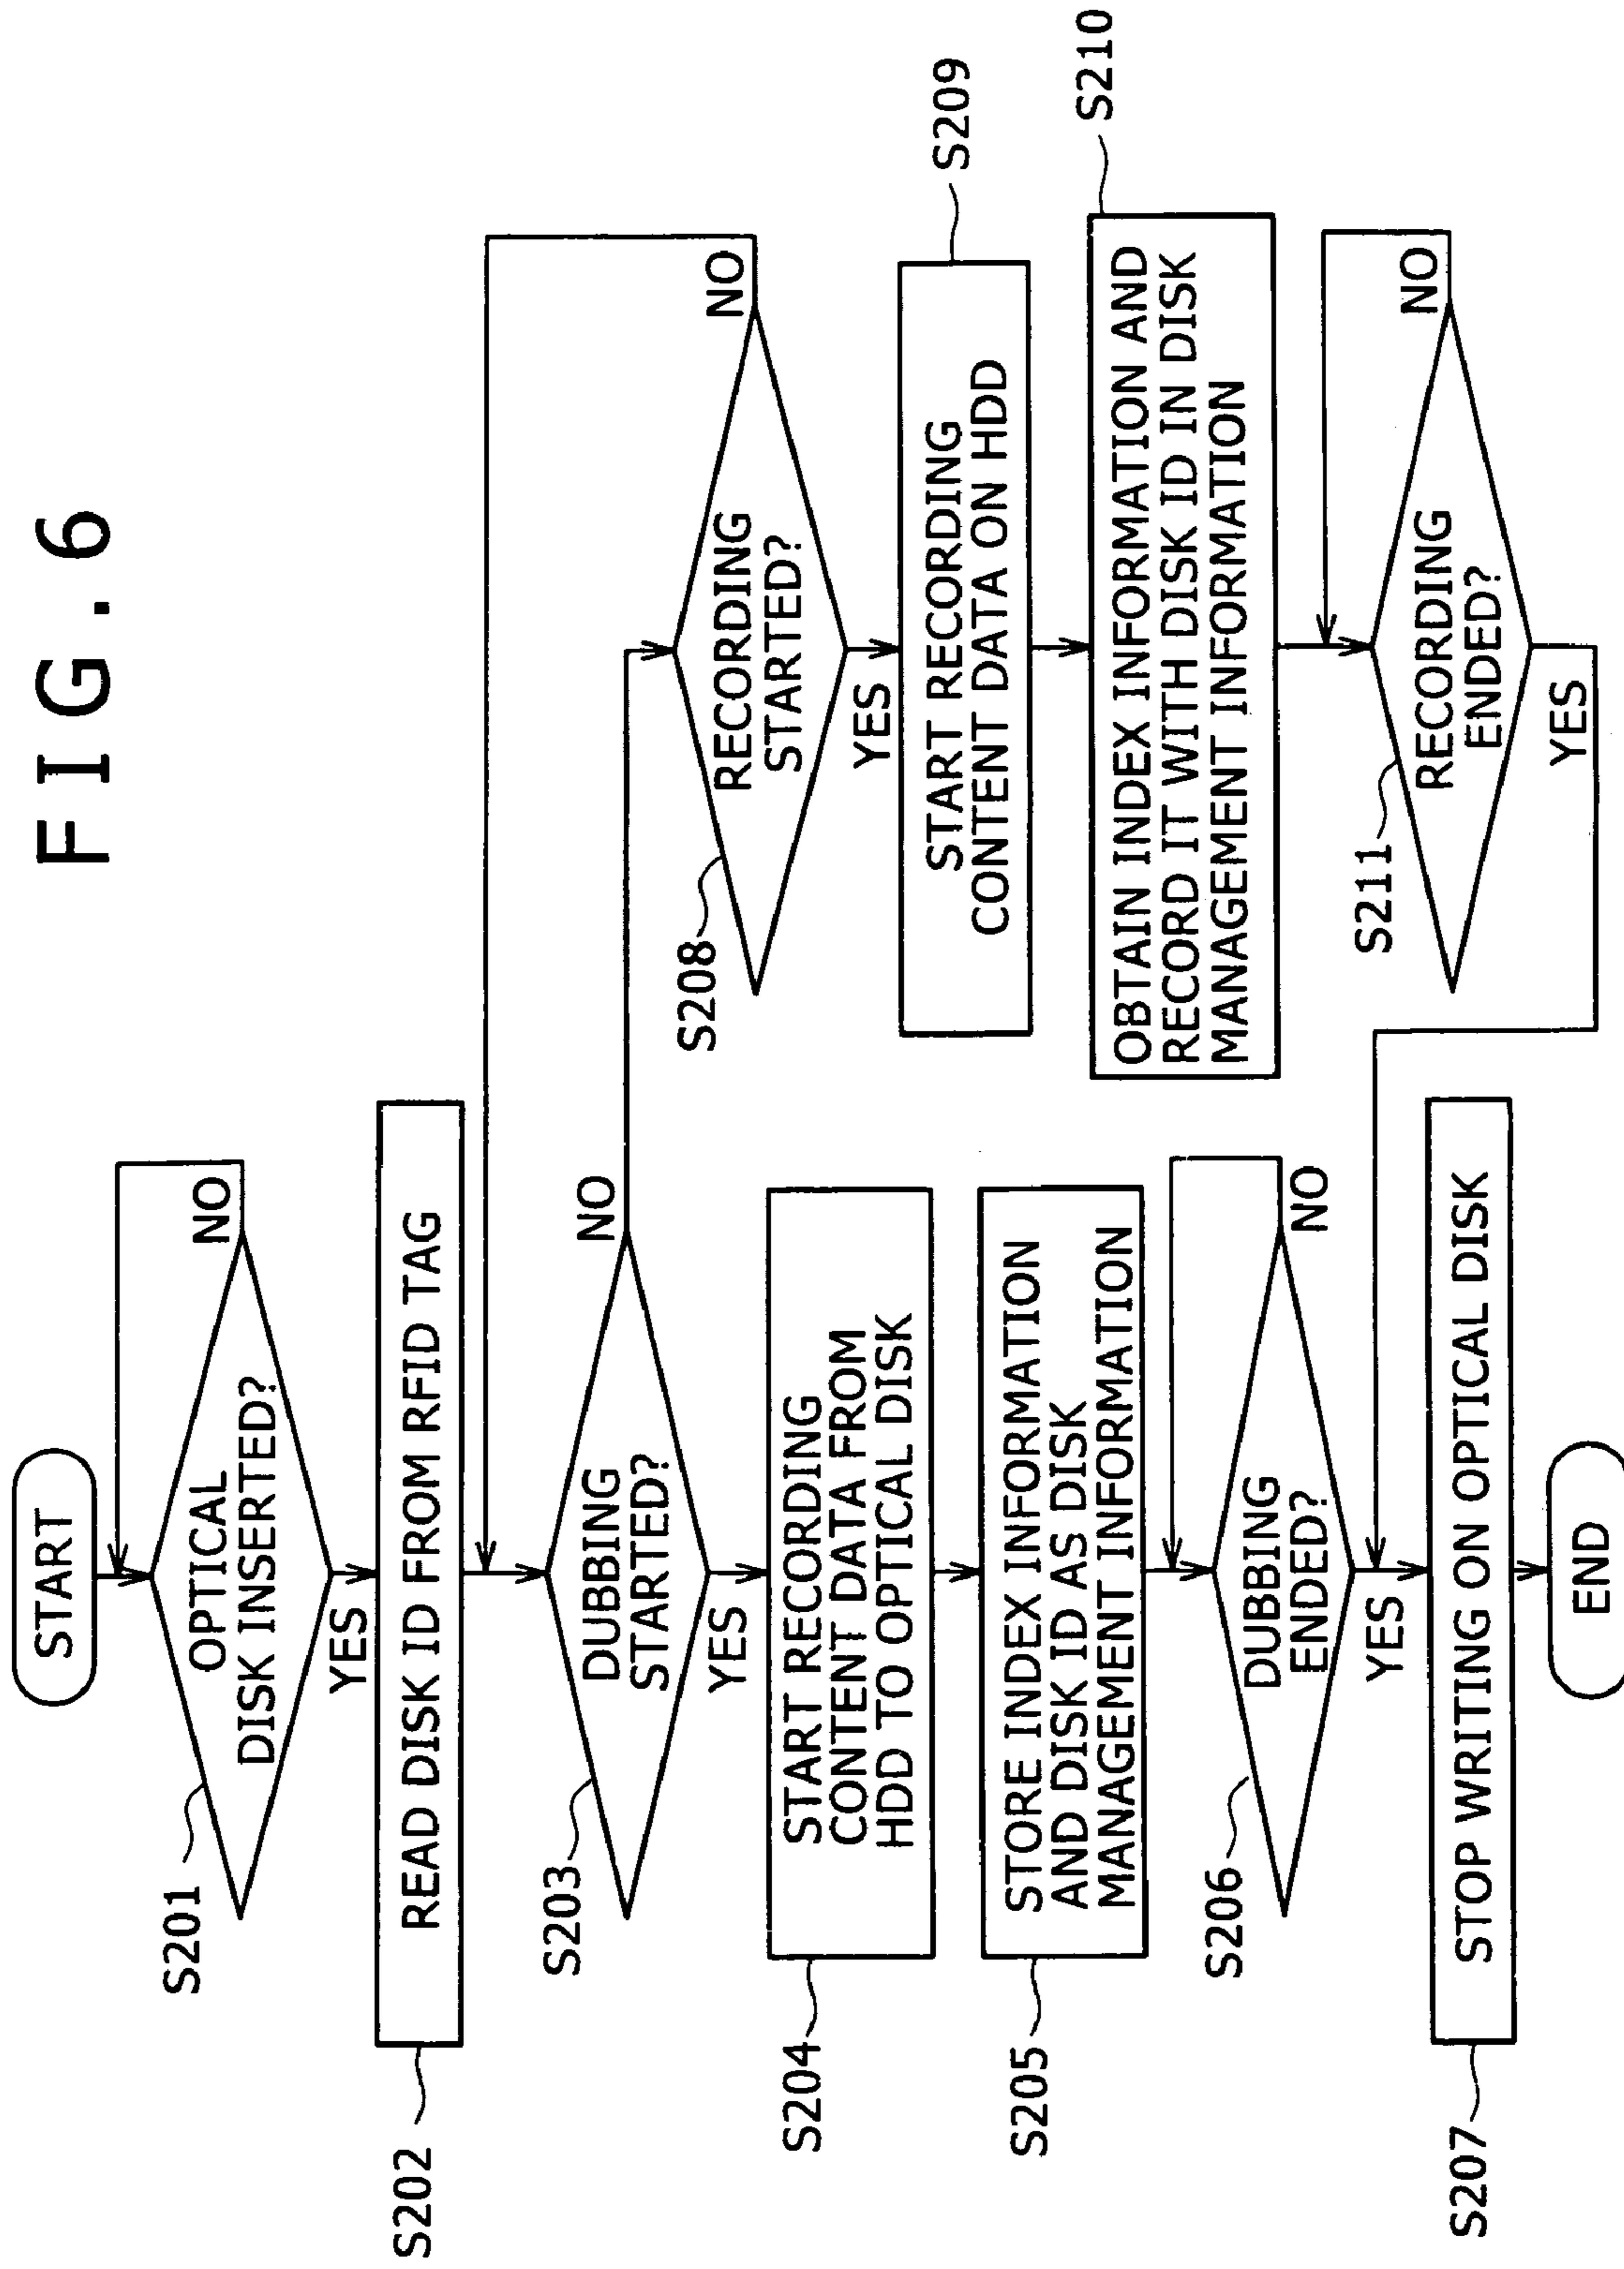 FIG. 6
START
S201
OPTICAL
DISK INSERTED?
NO
YES
S202
READ DISK ID FROM RFID TAG
S203
DUBBING
STARTED?
NO
YES
S204
START RECORDING
CONTENT DATA FROM
HDD TO OPTICAL DISK
S205
STORE INDEX INFORMATION
AND DISK ID AS DISK
MANAGEMENT INFORMATION
S206
DUBBING
ENDED?
NO
YES
S207
STOP WRITING ON OPTICAL DISK
END
S208
RECORDING
STARTED?
NO
YES
START RECORDING
CONTENT DATA ON HDD
S209
OBTAIN INDEX INFORMATION AND
RECORD IT WITH DISK ID IN DISK
MANAGEMENT INFORMATION
S210
S211
RECORDING
ENDED?
NO
YES